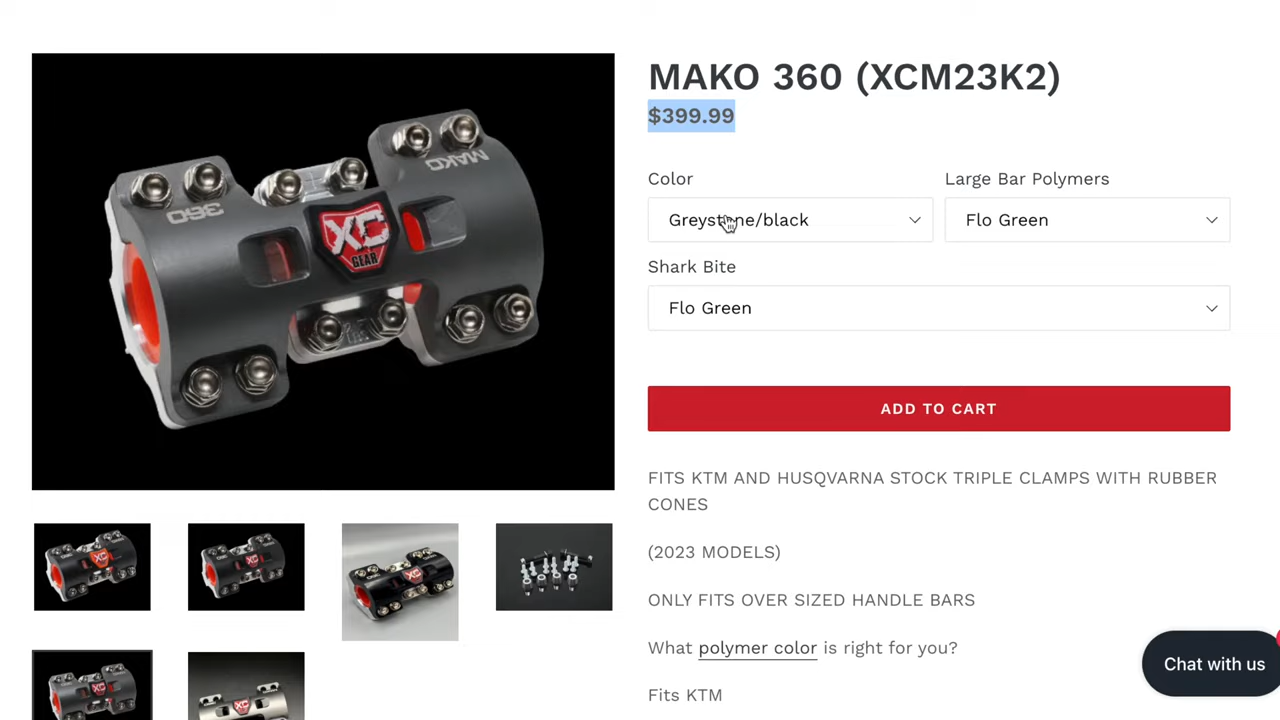 MAKO 360 (XCM23K2)
$399.99
Color
Large Bar Polymers
Greystone/black
Flo Green
Shark Bite
Flo Green
ADD TO CART
FITS KTM AND HUSQVARNA STOCK TRIPLE CLAMPS WITH RUBBER
CONES
(2023 MODELS)
ONLY FITS OVER SIZED HANDLE BARS
What polymer color is right for you?
Fits KTM
Chat with us
360
MAKO
XC
GEAR